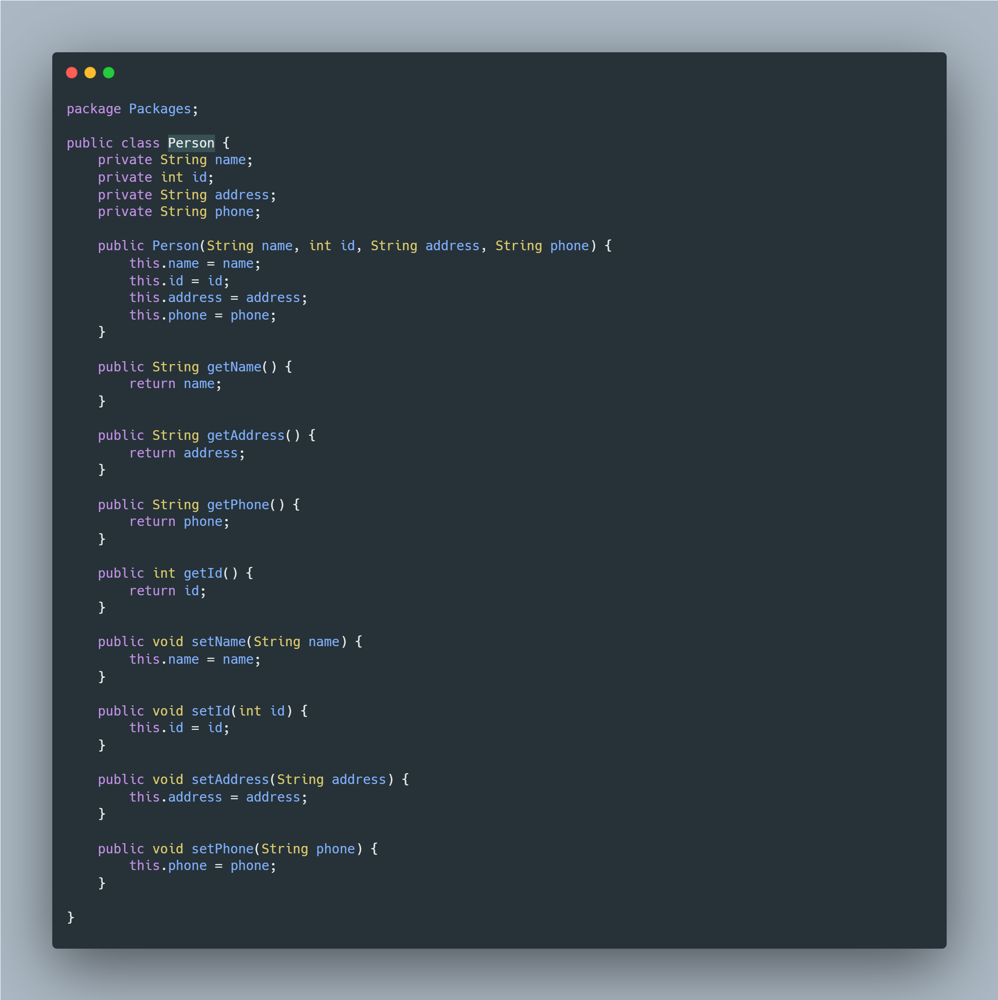 package Packages;

public class Person {
    private String name;
    private int id;
    private String address;
    private String phone;

    public Person(String name, int id, String address, String phone) {
        this.name = name;
        this.id = id;
        this.address = address;
        this.phone = phone;
    }

    public String getName() {
        return name;
    }

    public String getAddress() {
        return address;
    }

    public String getPhone() {
        return phone;
    }

    public int getId() {
        return id;
    }

    public void setName(String name) {
        this.name = name;
    }

    public void setId(int id) {
        this.id = id;
    }

    public void setAddress(String address) {
        this.address = address;
    }

    public void setPhone(String phone) {
        this.phone = phone;
    }

}